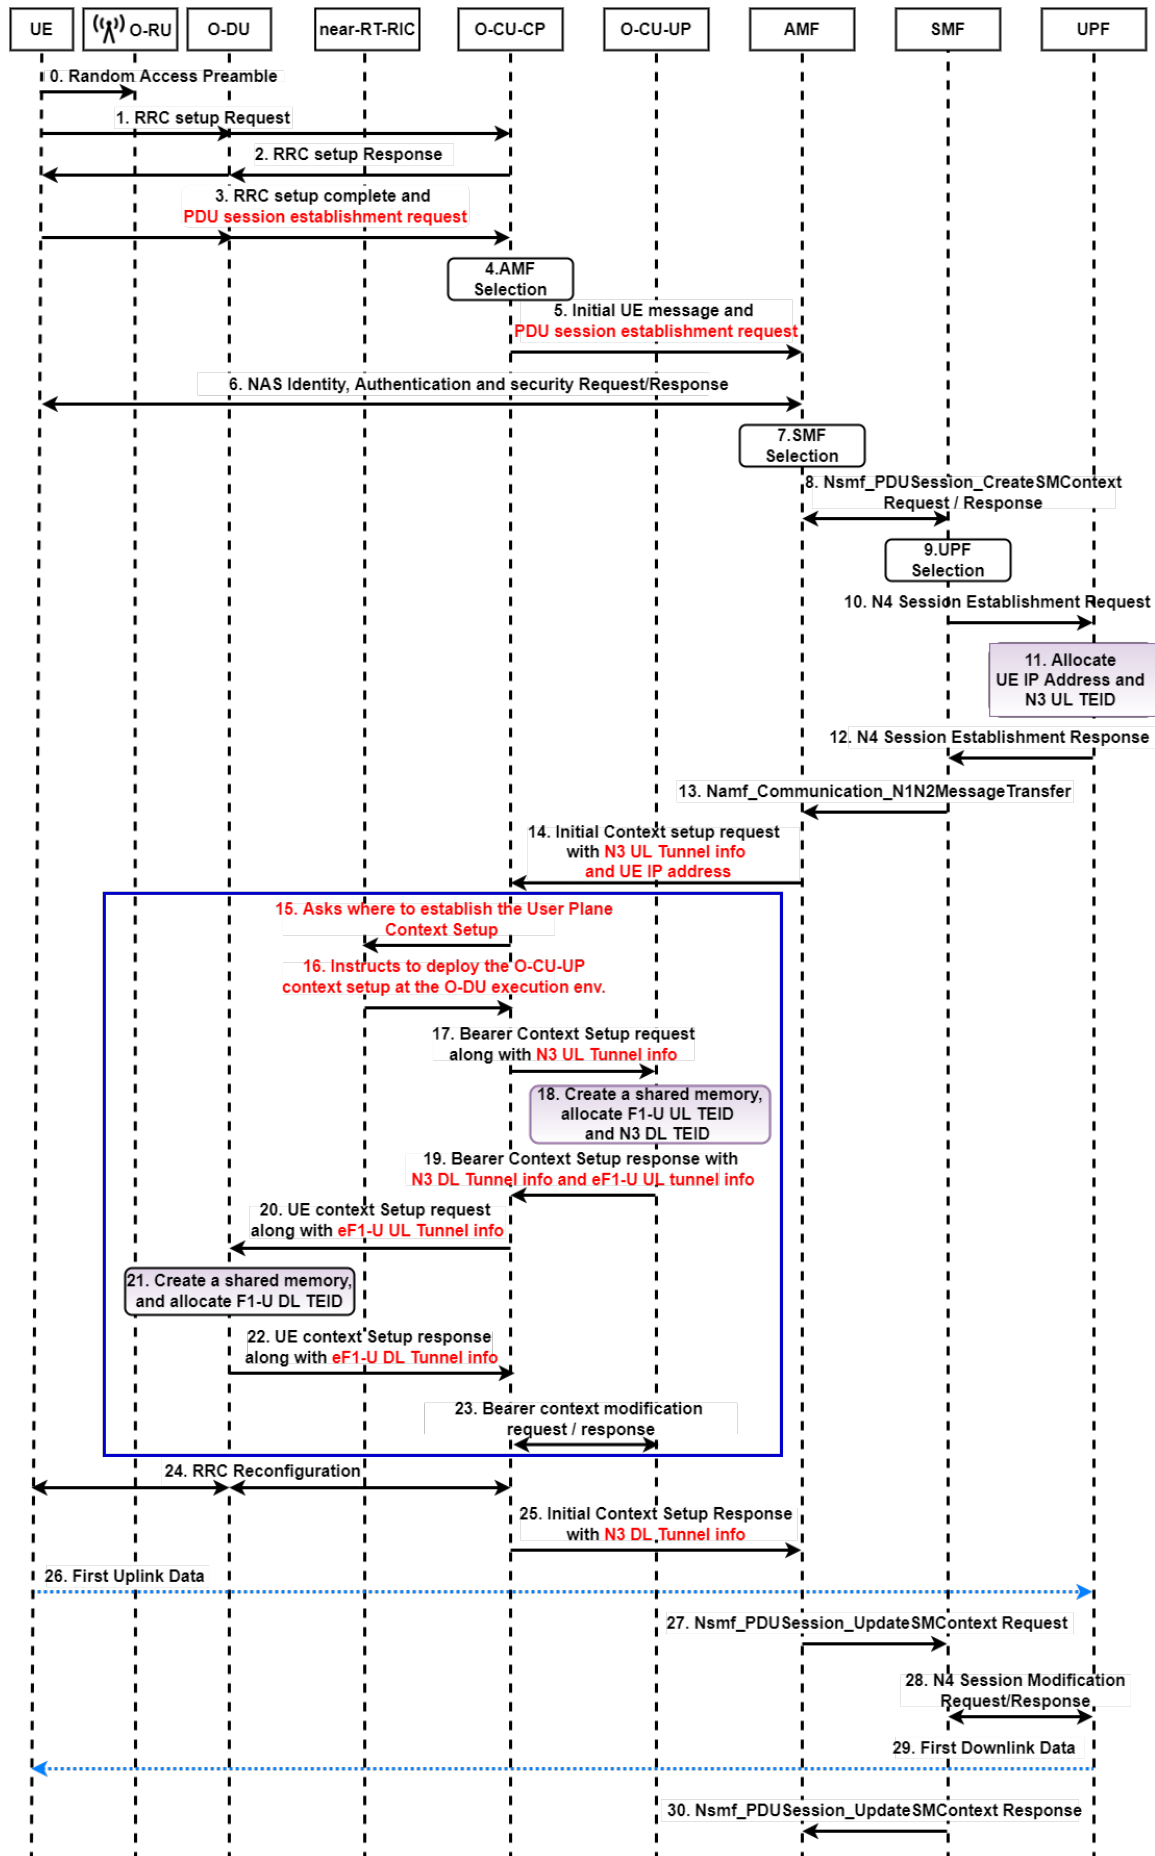 UE
O-RU
O-DU
near-RT-RIC
O-CU-CP
O-CU-UP
AMF
SMF
UPF
0. Random Access Preamble
1. RRC setup Request
2. RRC setup Response
3. RRC setup complete and
PDU session establishment request
4.AMF
Selection
5. Initial UE message and
PDU session establishment request
6. NAS Identity, Authentication and security Request/Response
7.SMF
Selection
8. Nsmf_PDUSession_CreateSMContext
Request / Response
9.UPF
Selection
10. N4 Session Establishment Request
11. Allocate
UE IP Address and
N3 UL TEID
12. N4 Session Establishment Response
13. Namf_Communication_N1N2MessageTransfer
14. Initial Context setup request
with N3 UL Tunnel info
and UE IP address
15. Asks where to establish the User Plane
Context Setup
16. Instructs to deploy the O-CU-UP
context setup at the O-DU execution env.
17. Bearer Context Setup request
along with N3 UL Tunnel info
18. Create a shared memory,
allocate F1-U UL TEID
and N3 DL TEID
19. Bearer Context Setup response with
N3 DL Tunnel info and eF1-U UL tunnel info
20. UE context Setup request
along with eF1-U UL Tunnel info
21. Create a shared memory,
and allocate F1-U DL TEID
22. UE context Setup response
along with eF1-U DL Tunnel info
23. Bearer context modification
request / response
24. RRC Reconfiguration
25. Initial Context Setup Response
with N3 DL Tunnel info
26. First Uplink Data
27. Nsmf_PDUSession_UpdateSMContext Request
28. N4 Session Modification
Request/Response
29. First Downlink Data
30. Nsmf_PDUSession_UpdateSMContext Response